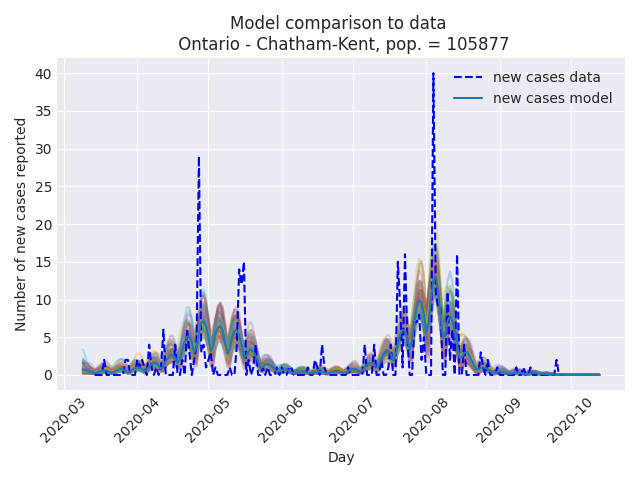 Model comparison to data
Ontario - Chatham-Kent, pop. = 105877
new cases data
new cases model
Number of new cases reported
40
35
30
25
20
15
10
5
0
2020-03
2020-04
2020-05
2020-06
2020-07
2020-08
2020-09
2020-10
Day